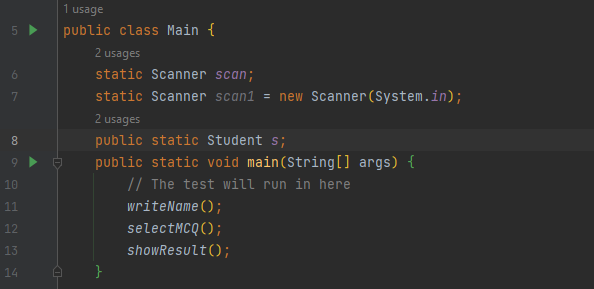 1 usage
5 public class Main {
2 usages
6 static Scanner scan;
7 static Scanner scan1 = new Scanner(System.in);
2 usages
8 public static Student s;
9 public static void main(String[] args) {
10 // The test will run in here
11 writeName();
12 selectMCQ();
13 showResult();
14 }